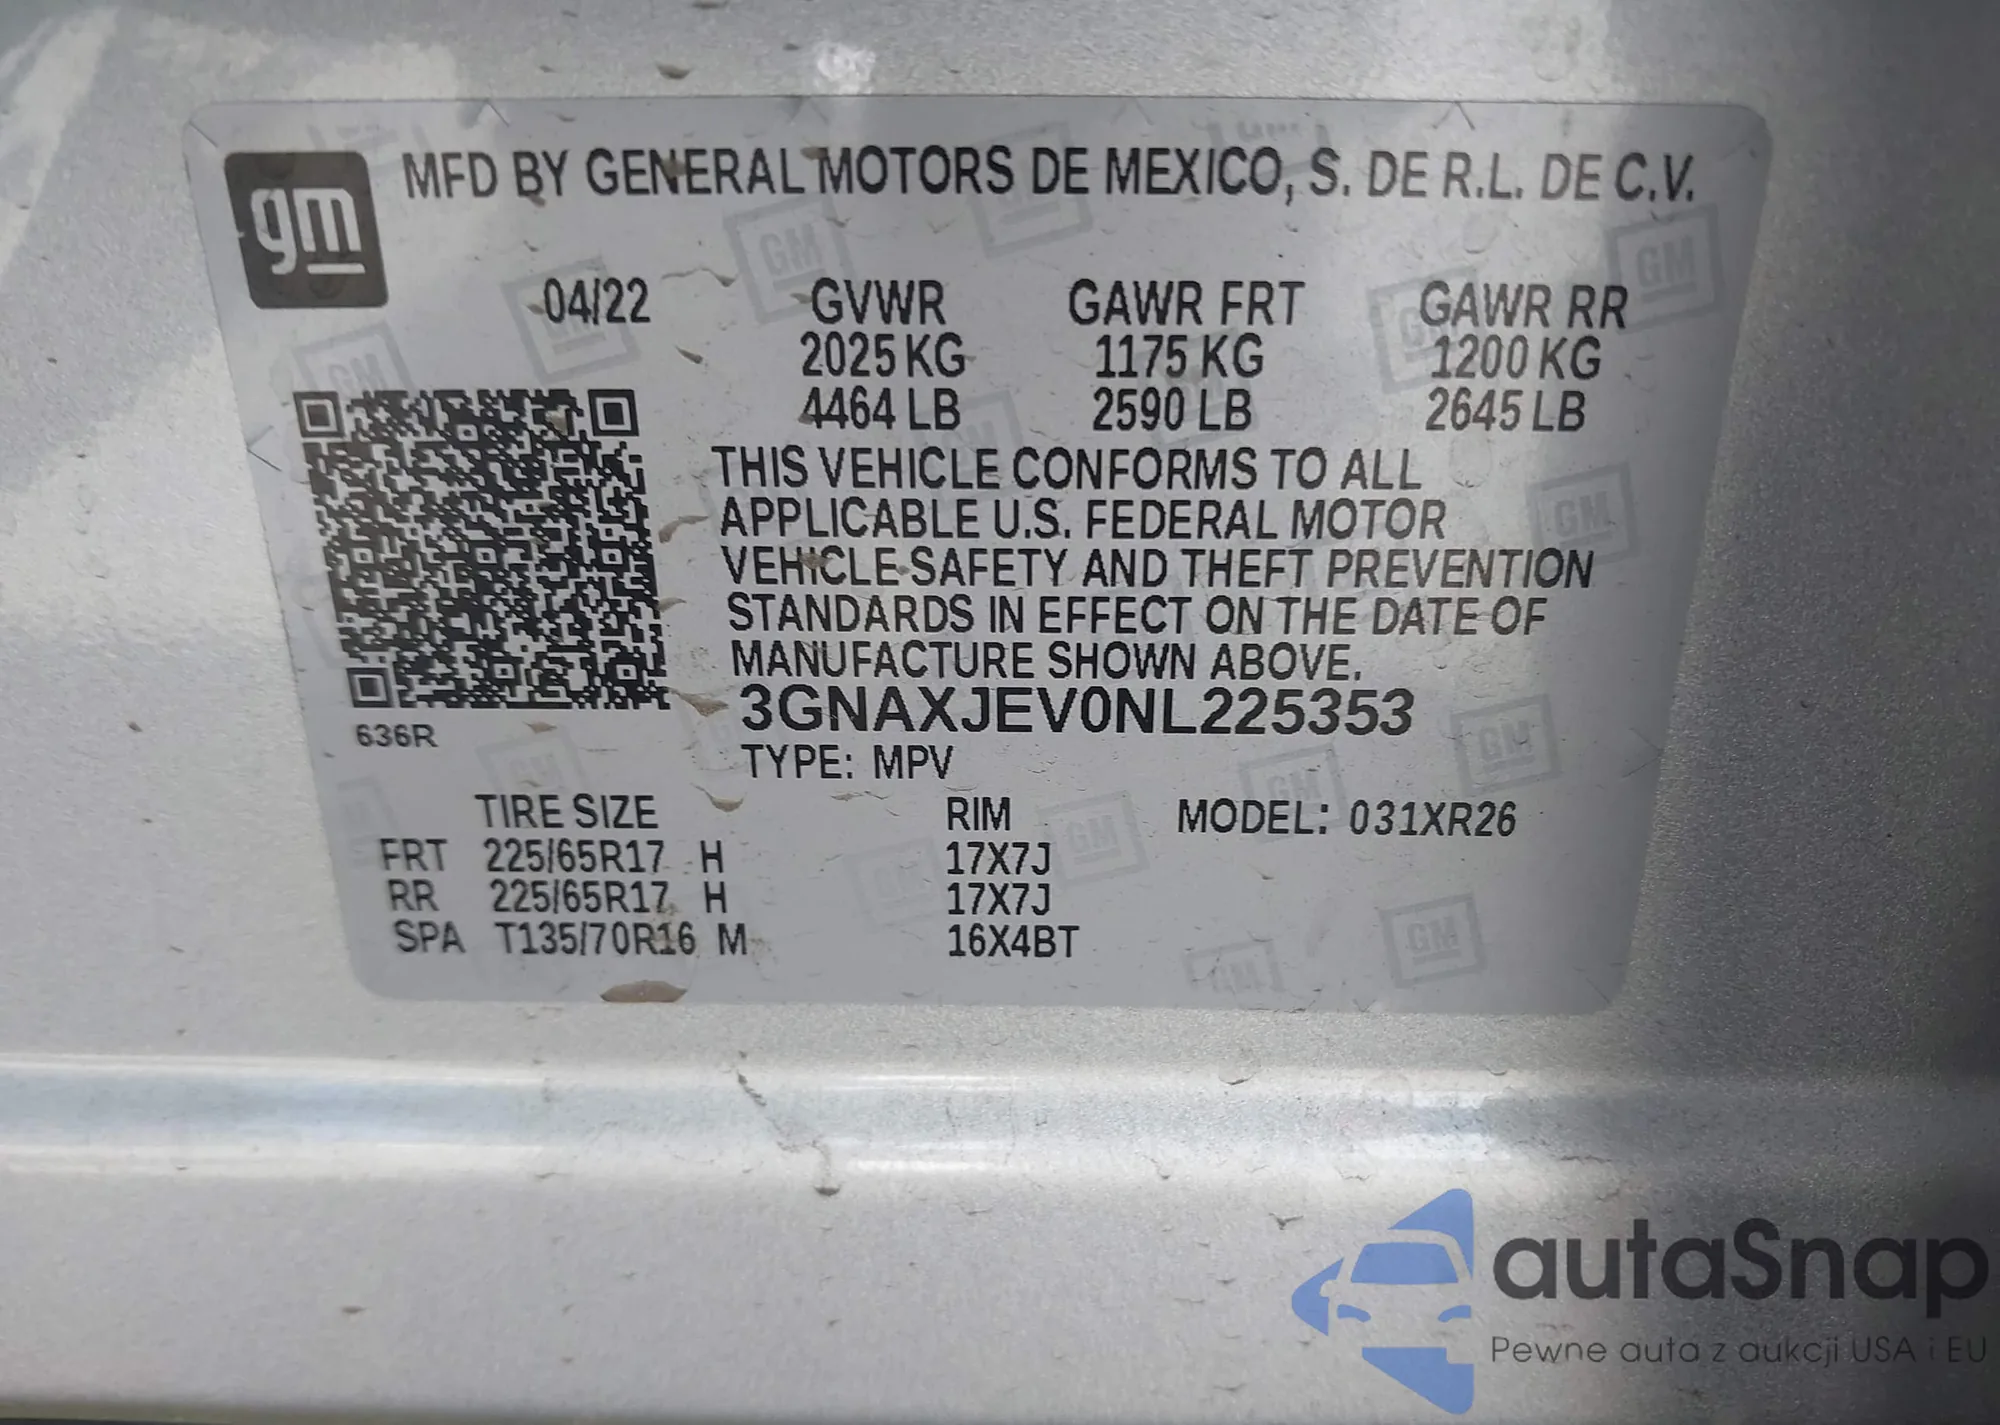 gm
MFD BY GENERAL MOTORS DE MEXICO, S. DE R.L. DE C.V.
04/22 GVWR GAWR FRT GAWR RR
2025 KG 1175 KG 1200 KG
4464 LB 2590 LB 2645 LB
THIS VEHICLE CONFORMS TO ALL
APPLICABLE U.S. FEDERAL MOTOR
VEHICLE SAFETY AND THEFT PREVENTION
STANDARDS IN EFFECT ON THE DATE OF
MANUFACTURE SHOWN ABOVE.
3GNAXJEV0NL225353
636R
TYPE: MPV
TIRE SIZE RIM MODEL: 031XR26
FRT 225/65R17 H 17X7J
RR 225/65R17 H 17X7J
SPA T135/70R16 M 16X4BT
autaSnap
Pewne auta z aukcji USA i EU